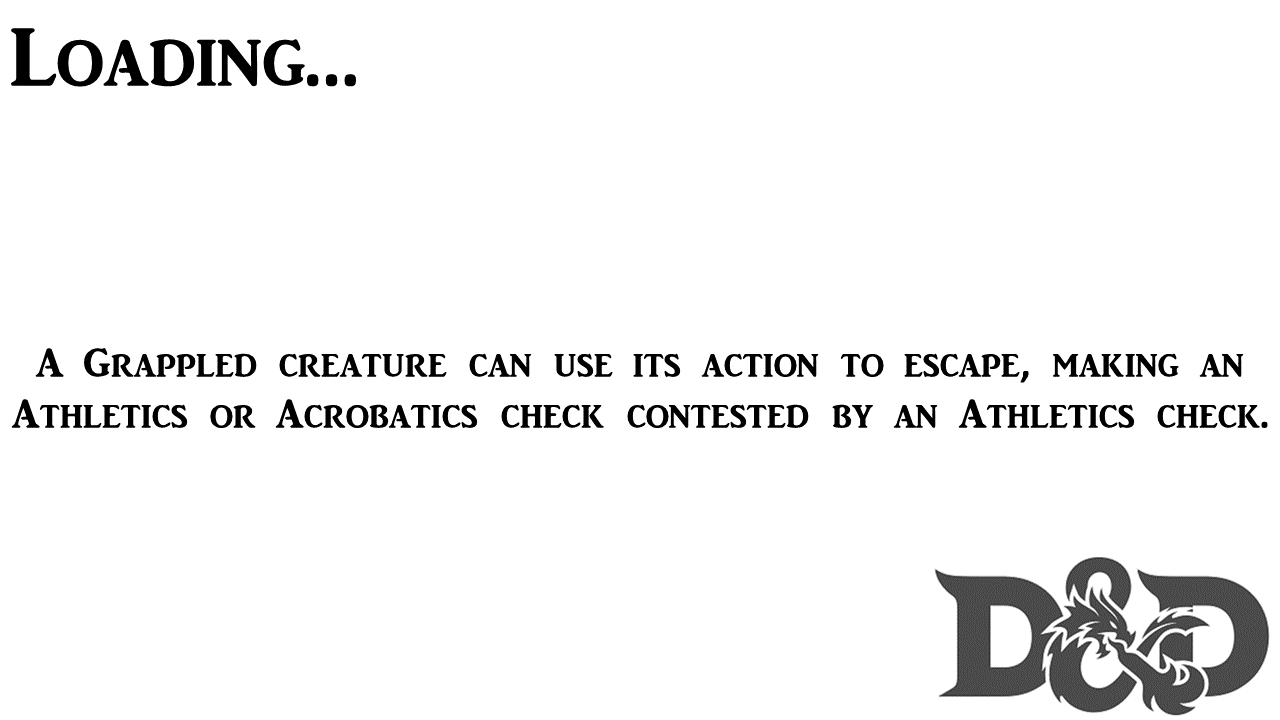 Loading...
A Grappled creature can use its action to escape, making an
Athletics or Acrobatics check contested by an Athletics check.
D&D